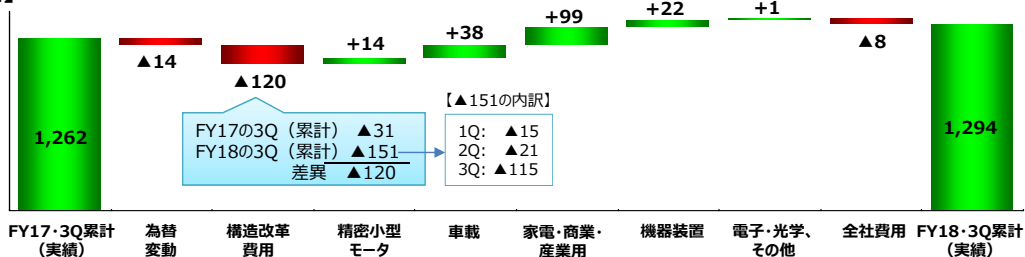 1,262
▲14
▲120
+14
+38
+99
+22
+1
▲8
1,294
FY17の3Q（累計） ▲31
FY18の3Q（累計） ▲151
差異 ▲120
【▲151の内訳】
1Q: ▲15
2Q: ▲21
3Q: ▲115
FY17・3Q累計
（実績）
為替
変動
構造改革
費用
精密小型
モータ
車載
家電・商業・
産業用
機器装置
電子・光学、
その他
全社費用
FY18・3Q累計
（実績）